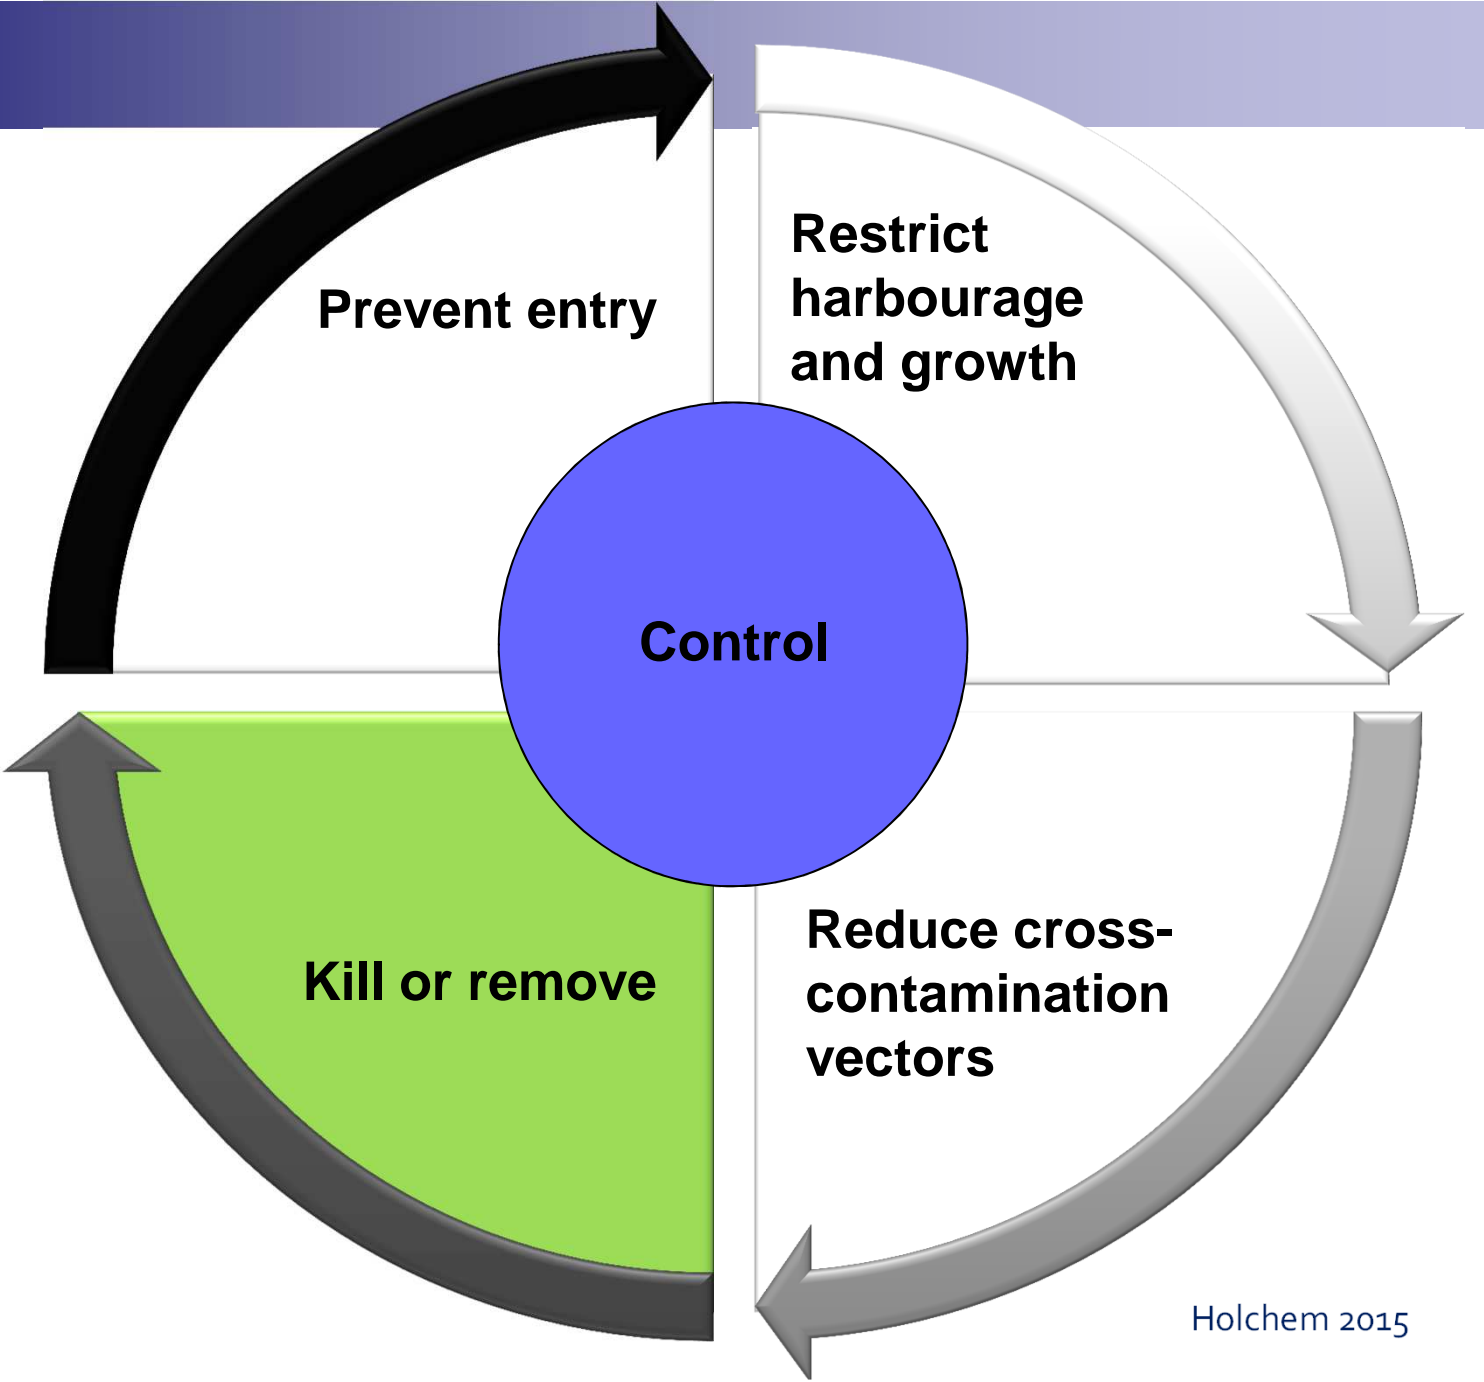 Prevent entry
Restrict
harbourage
and growth
Control
Kill or remove
Reduce cross-
contamination
vectors
Holchem 2015